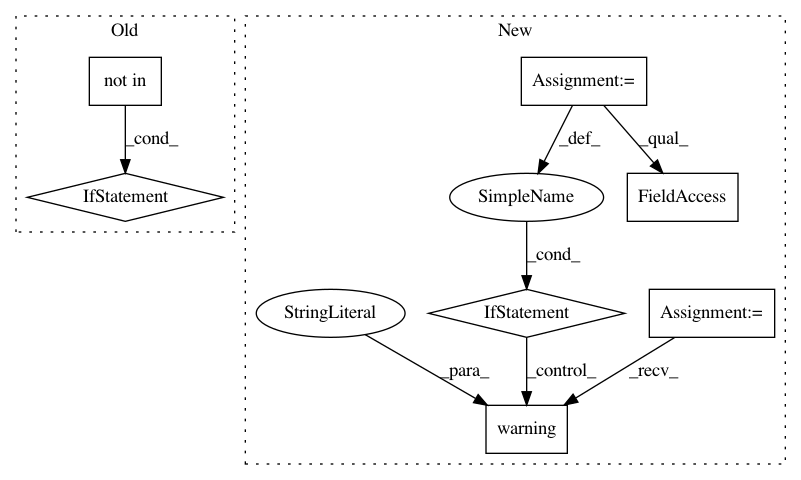 Old
New
not in
Assignment:=
_cond_
_def_
_qual_
IfStatement
SimpleName
FieldAccess
_cond_
StringLiteral
IfStatement
Assignment:=
_para_
_control_
_recv_
warning